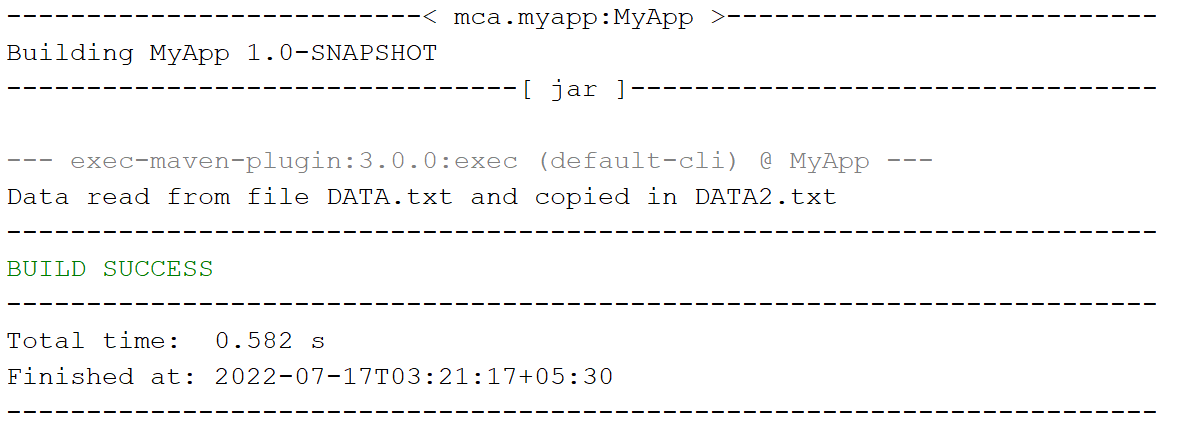 --------------------------< mca.myapp:MyApp >---------------------------
Building MyApp 1.0-SNAPSHOT
--------------------------------[ jar ]---------------------------------
--- exec-maven-plugin:3.0.0:exec (default-cli) @ MyApp ---
Data read from file DATA.txt and copied in DATA2.txt
------------------------------------------------------------------------
BUILD SUCCESS
------------------------------------------------------------------------
Total time:  0.582 s
Finished at: 2022-07-17T03:21:17+05:30
------------------------------------------------------------------------